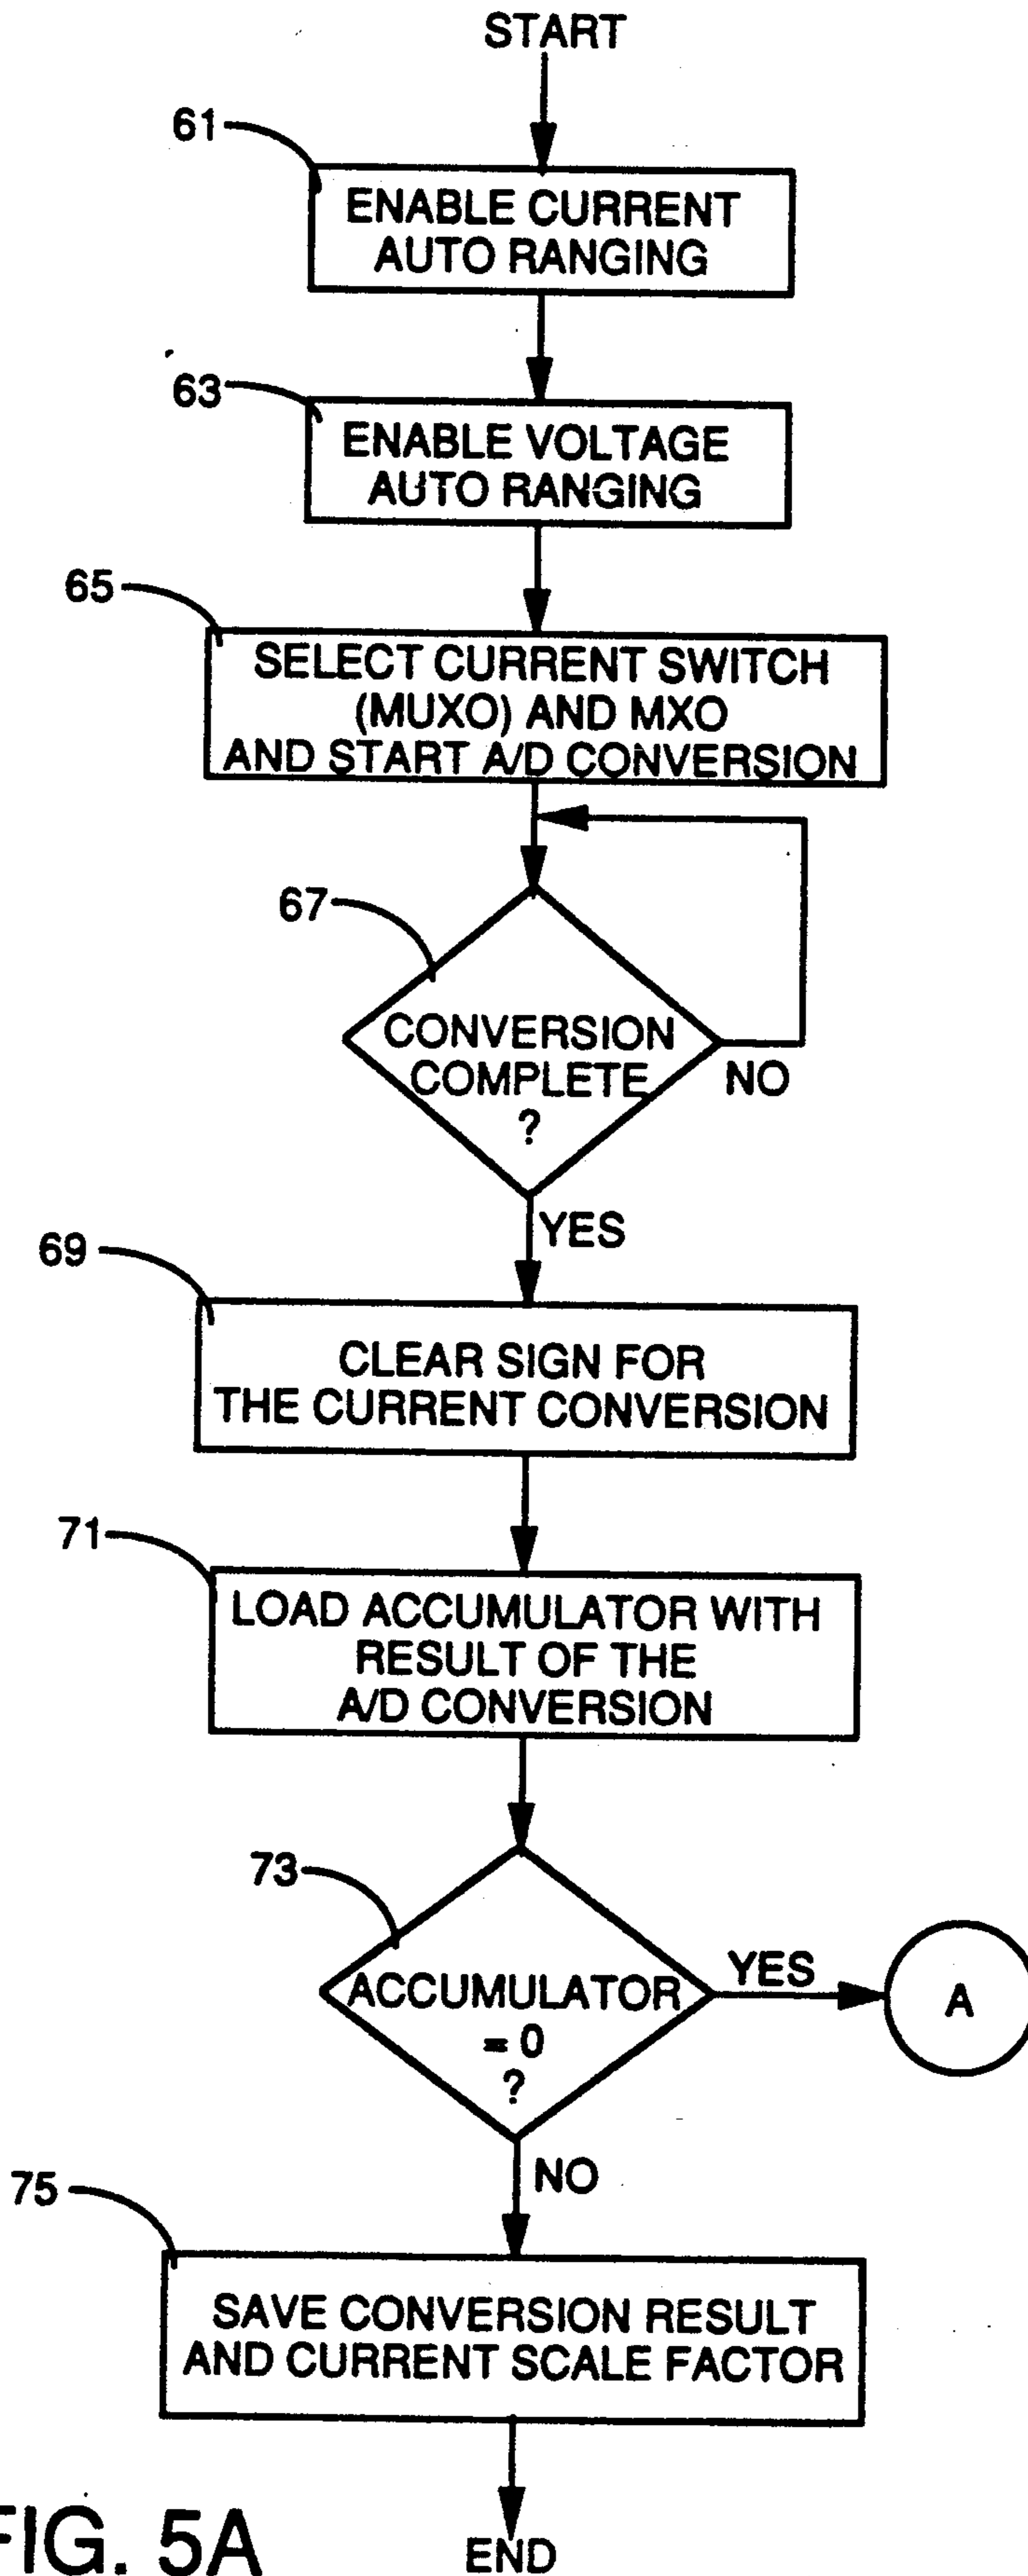 START
61
ENABLE CURRENT
AUTO RANGING
63
ENABLE VOLTAGE
AUTO RANGING
65
SELECT CURRENT SWITCH
(MUXO) AND MXO
AND START A/D CONVERSION
67
CONVERSION
COMPLETE
?
NO
YES
69
CLEAR SIGN FOR
THE CURRENT CONVERSION
71
LOAD ACCUMULATOR WITH
RESULT OF THE
A/D CONVERSION
73
ACCUMULATOR
= 0
?
YES
A
NO
75
SAVE CONVERSION RESULT
AND CURRENT SCALE FACTOR
END
FIG. 5A